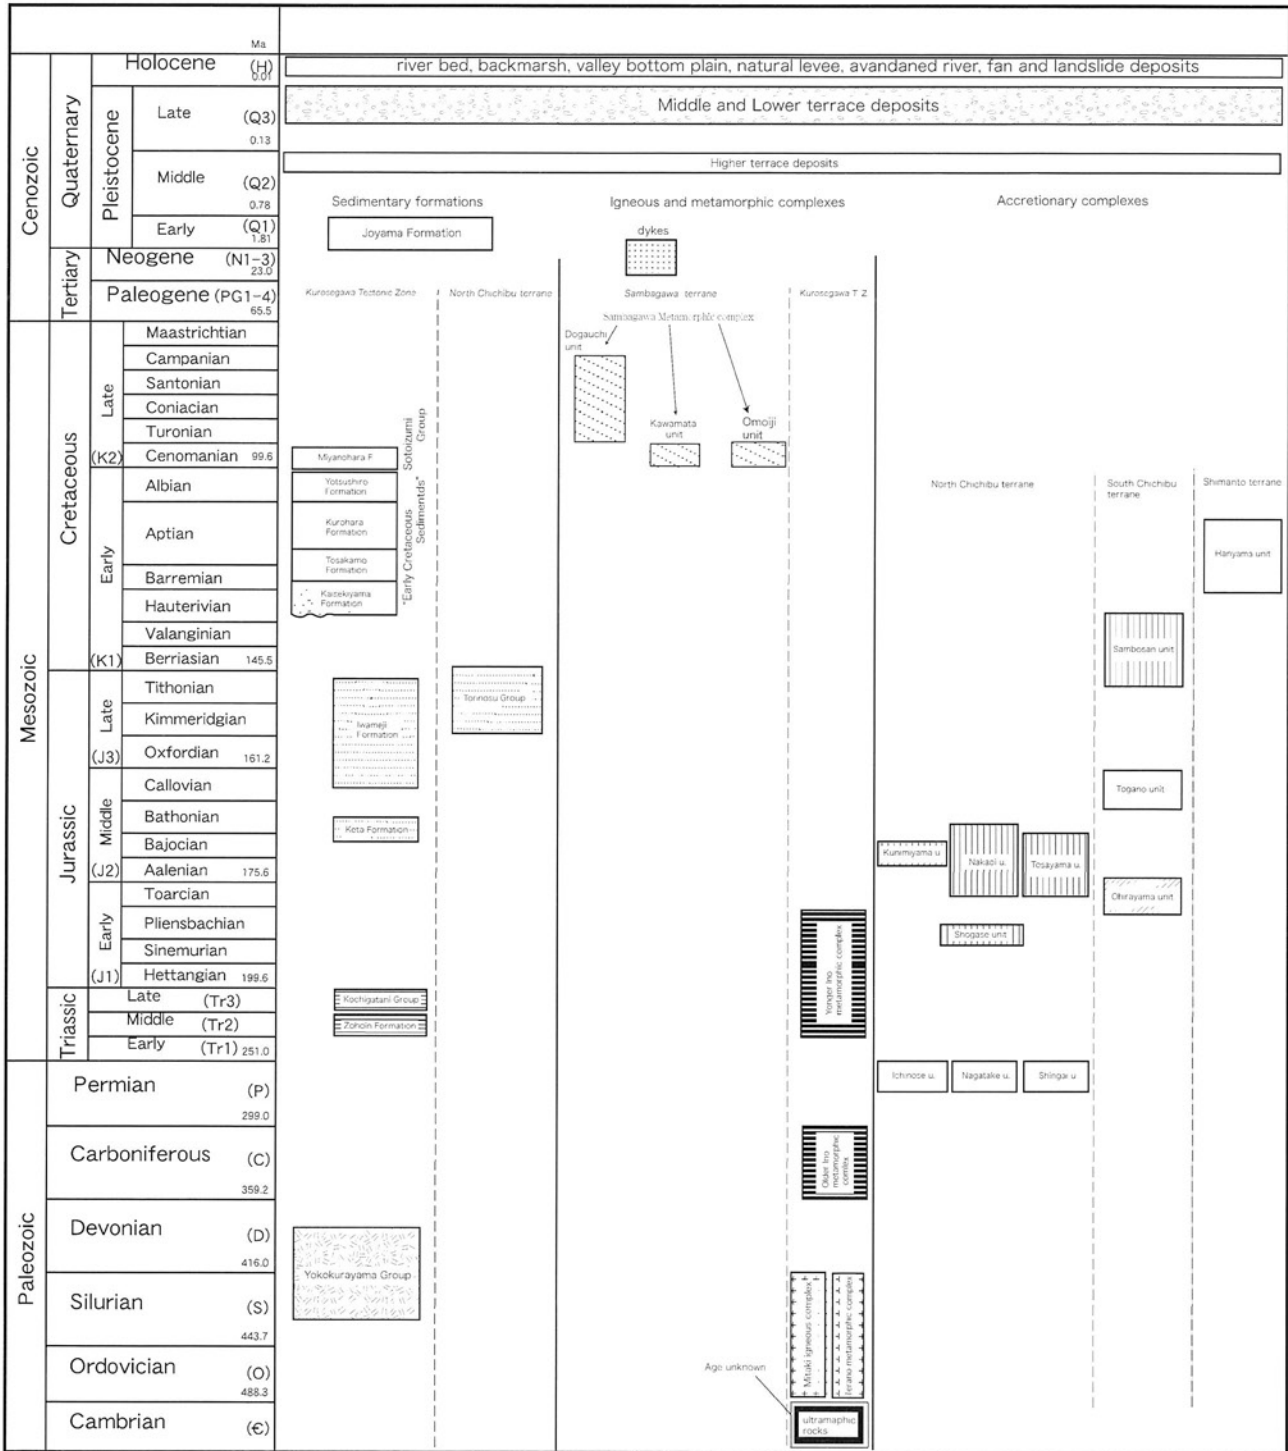 Ma
Cenozoic
Quaternary
Pleistocene
Holocene (H)
0.01
Late (Q3)
0.13
Middle (Q2)
0.78
Early (Q1)
1.81
Tertiary
Neogene (N1-3)
23.0
Paleogene (PG1-4)
65.5
Mesozoic
Cretaceous
Late
(K2)
Maastrichtian
Campanian
Santonian
Coniacian
Turonian
Cenomanian 99.6
Early
(K1)
Albian
Aptian
Barremian
Hauterivian
Valanginian
Berriasian 145.5
Jurassic
Late
(J3)
Tithonian
Kimmeridgian
Oxfordian 161.2
Middle
(J2)
Callovian
Bathonian
Bajocian
Aalenian 175.6
Early
(J1)
Toarcian
Pliensbachian
Sinemurian
Hettangian 199.6
Triassic
Late (Tr3)
Middle (Tr2)
Early (Tr1) 251.0
Paleozoic
Permian (P)
299.0
Carboniferous (C)
359.2
Devonian (D)
416.0
Silurian (S)
443.7
Ordovician (O)
488.3
Cambrian (€)
river bed, backmarsh, valley bottom plain, natural levee, avandaned river, fan and landslide deposits
Middle and Lower terrace deposits
Higher terrace deposits
Sedimentary formations
Joyama Formation
Kurosegawa Tectonic Zone
North Chichibu terrane
Miyanohara F
Sotoizumi
Group
Yotsushiro
Formation
Kurohara
Formation
Tosakamo
Formation
Kaisekiyama
Formation
"Early Cretaceous
Sedimentds"
Iwameji
Formation
Torinosu Group
Keta Formation
Kochigatani Group
Zohoin Formation
Yokokurayama Group
Igneous and metamorphic complexes
dykes
Sambagawa terrane
Kurosegawa T. Z.
Sambagawa Metamorphic complex
Dogauchi
unit
Kawamata
unit
Omoiji
unit
Yonger Ino
metamorphic complex
Older Ino
metamorphic
comlex
Mitaki igneous complex
Terano metamorphic complex
Age unknown
ultramaphic
rocks
Accretionary complexes
North Chichibu terrane
South Chichibu
terrane
Shimanto terrane
Hanyama unit
Sambosan unit
Togano unit
Kunimiyama u.
Nakaoi u.
Tosayama u.
Ohirayama unit
Shogase unit
Ichinose u.
Nagatake u.
Shingai u